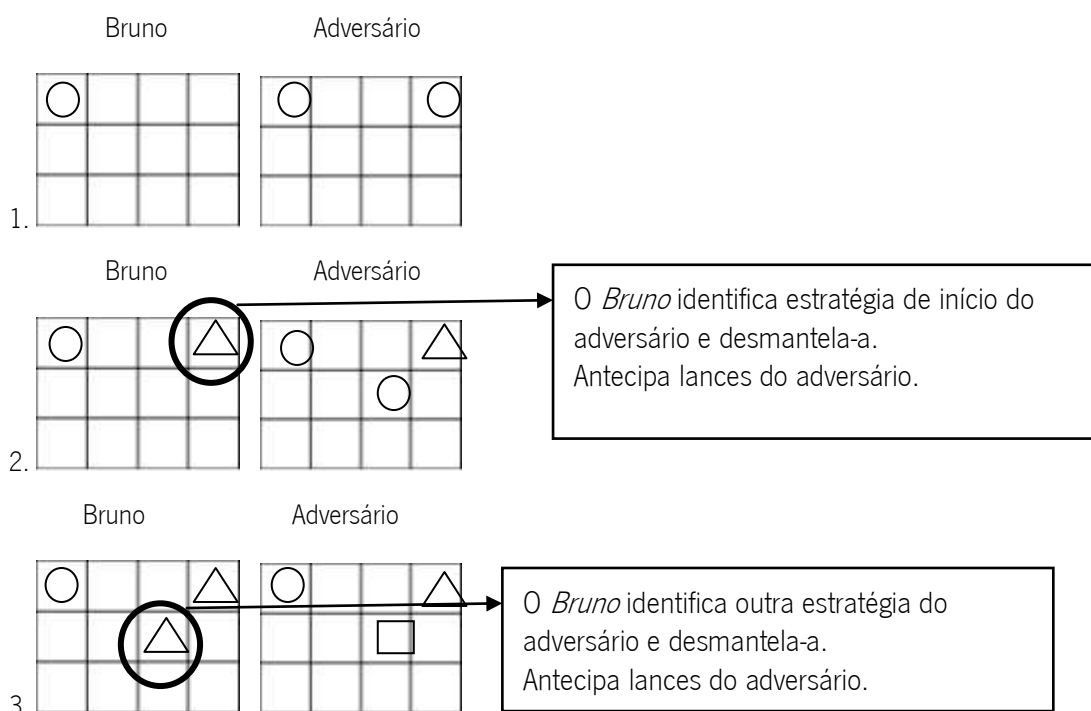 Bruno Adversário
1.
Bruno Adversário
O Bruno identifica estratégia de início do
adversário e desmantela-a.
Antecipa lances do adversário.
2.
Bruno Adversário
O Bruno identifica outra estratégia do
adversário e desmantela-a.
Antecipa lances do adversário.
3